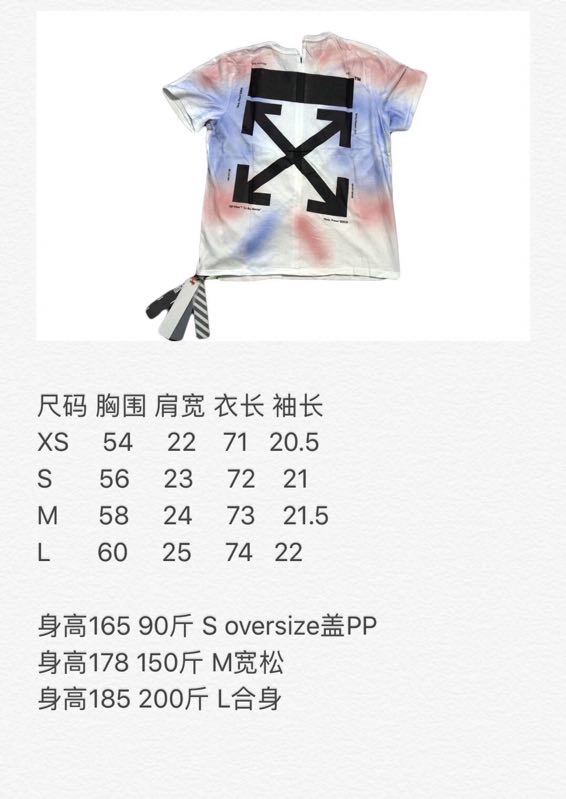 TM
尺码 胸围 肩宽 衣长 袖长
XS 54 22 71 20.5
S 56 23 72 21
M 58 24 73 21.5
L 60 25 74 22
身高165 90斤 S oversize盖PP
身高178 150斤 M宽松
身高185 200斤 L合身